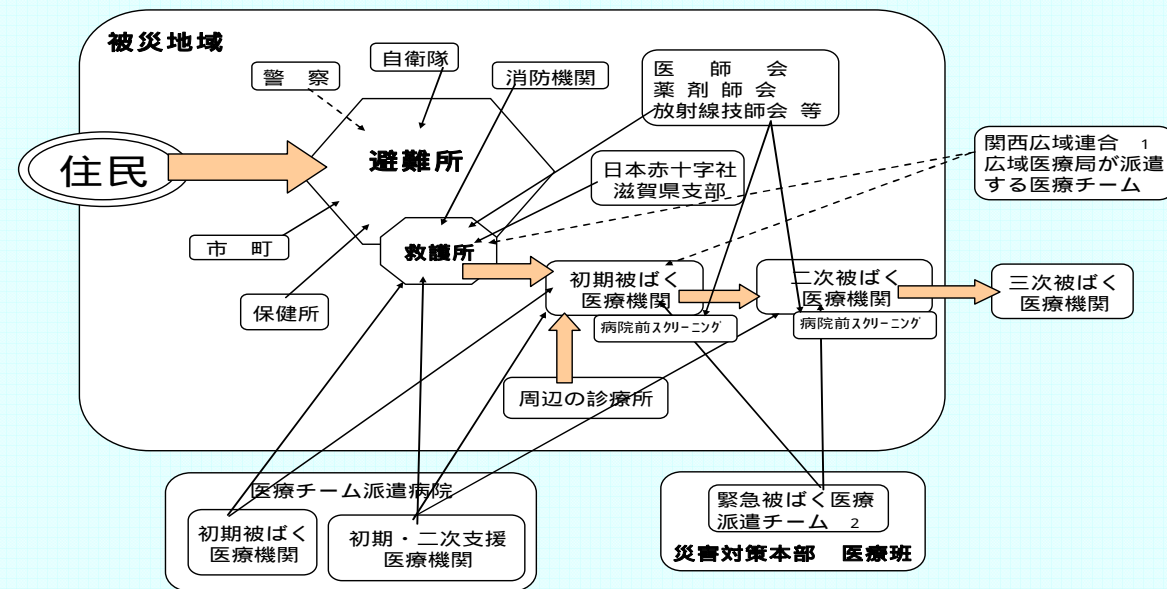 被災地域
自衛隊
警　察
消防機関
医　師　会
薬 剤 師 会
放射線技師会 等
関西広域連合　1
広域医療局が派遣
する医療チーム
住民
避難所
日本赤十字社
滋賀県支部
市　町
救護所
保健所
初期被ばく
医療機関
病院前スクリーニング
二次被ばく
医療機関
病院前スクリーニング
三次被ばく
医療機関
周辺の診療所
医療チーム派遣病院
初期被ばく
医療機関
初期・二次支援
医療機関
緊急被ばく医療
派遣チーム　2
災害対策本部　医療班